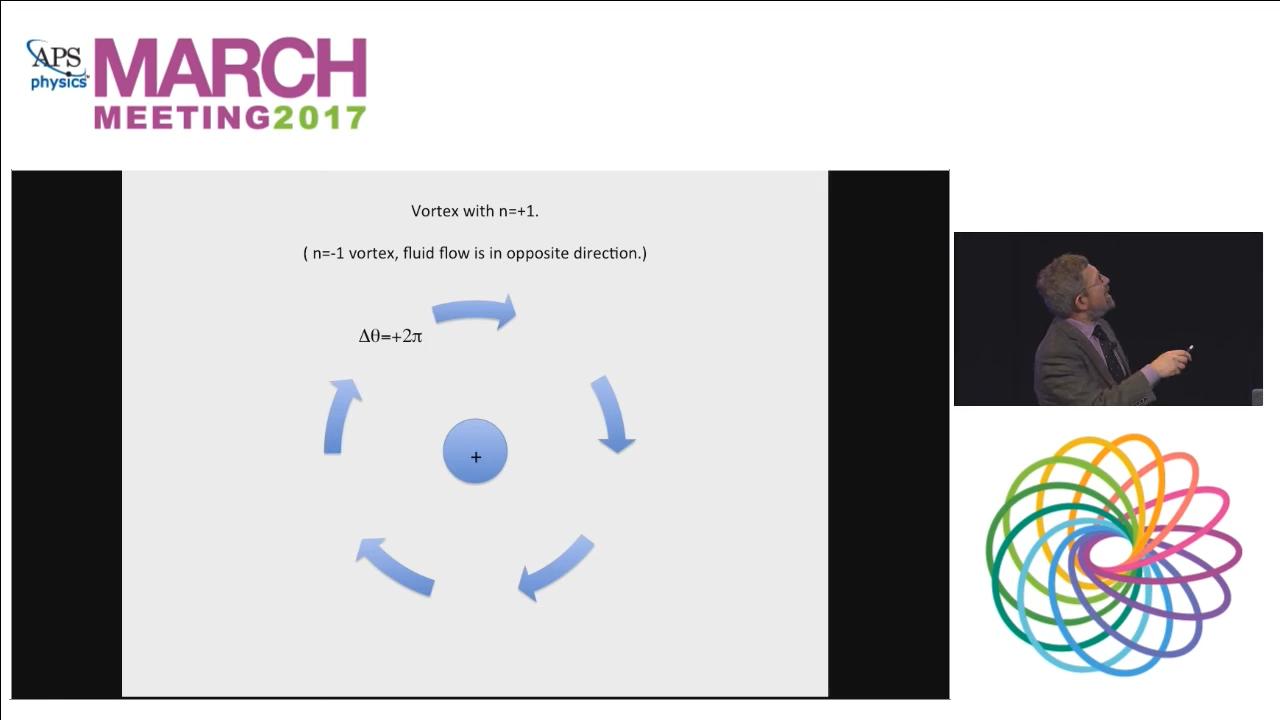 APS
physics
MARCH
MEETING2017
Vortex with n=+1.
( n=-1 vortex, fluid flow is in opposite direction.)
Δθ=+2π
+